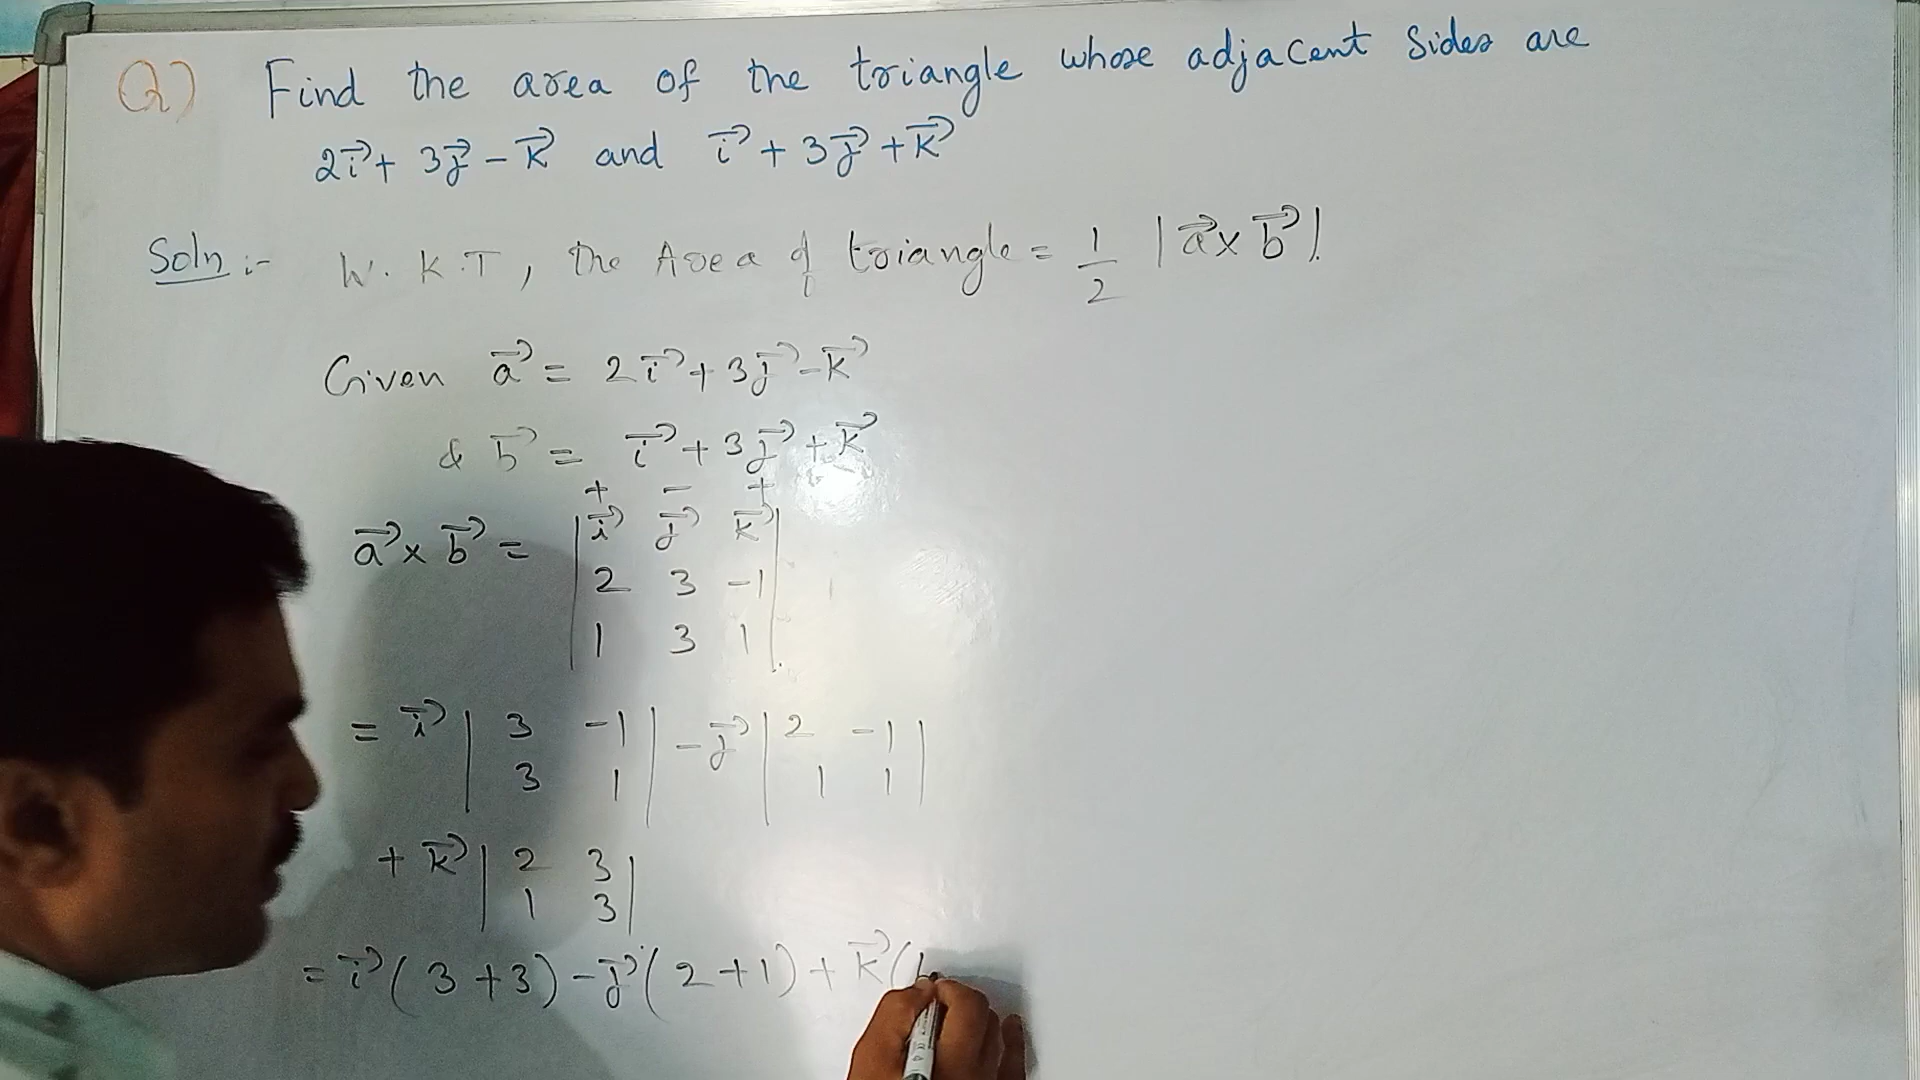 Q) Find the area of the triangle whose adjacent sides are
2i⃗ + 3j⃗ - k⃗ and i⃗ + 3j⃗ + k⃗
Soln :- W.K.T, the Area of triangle = 1/2 |a⃗ x b⃗|.
Given a⃗ = 2i⃗ + 3j⃗ - k⃗
& b⃗ = i⃗ + 3j⃗ + k⃗
+ - +
a⃗ x b⃗ = | i⃗ j⃗ k⃗ |
| 2 3 -1 |
| 1 3 1 |
= i⃗ | 3 -1 | - j⃗ | 2 -1 |
| 3 1 | | 1 1 |
+ k⃗ | 2 3 |
| 1 3 |
= i⃗ (3+3) - j⃗ (2+1) + k⃗ (